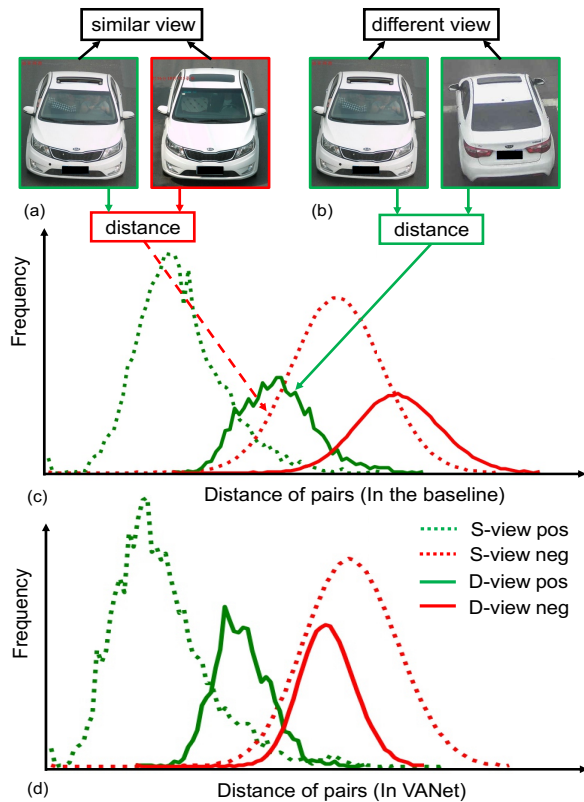 similar view
different view
(a)
(b)
distance
distance
Frequency
(c)
Distance of pairs (In the baseline)
S-view pos
S-view neg
D-view pos
D-view neg
Frequency
(d)
Distance of pairs (In VANet)